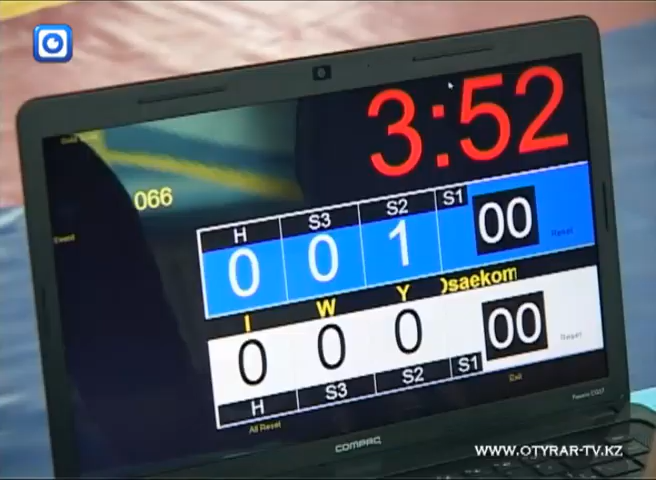 3:52
066
H S3 S2 S1
0 0 1 00
Reset
Event
I W Y Osaekom
0 0 0 00
Reset
H S3 S2 S1
Exit
All Reset
COMPAQ
WWW.OTYRAR-TV.KZ